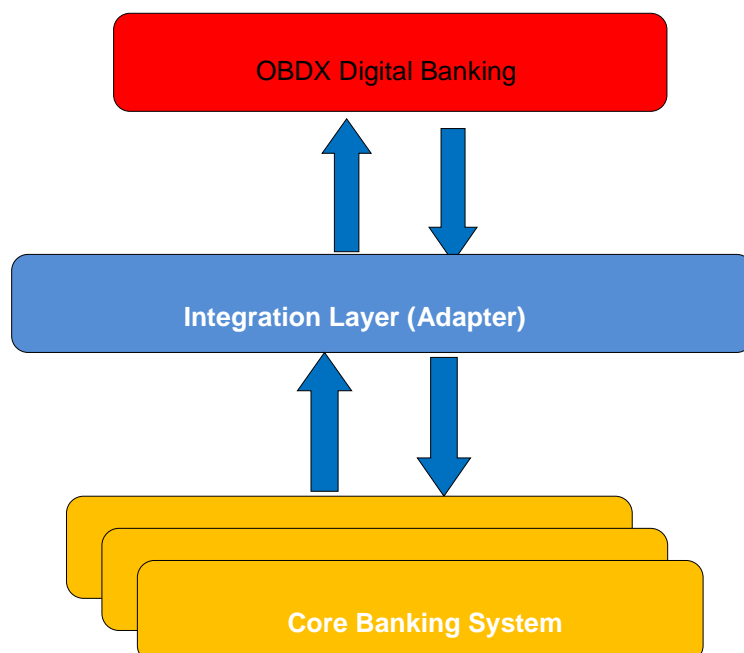 OBDX Digital Banking
Integration Layer (Adapter)
Core Banking System